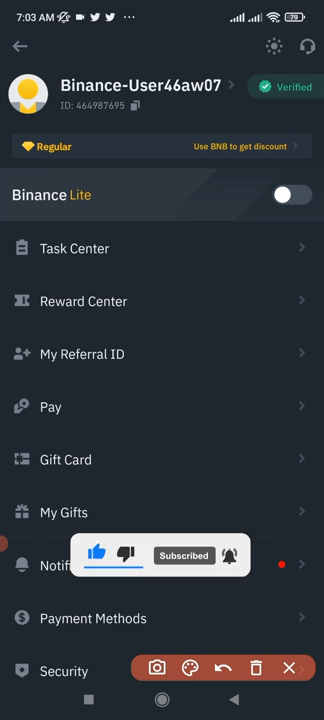 7:03 AM
79
Binance-User46aw07
Verified
ID: 464987695
Regular
Use BNB to get discount
Binance Lite
Task Center
Reward Center
My Referral ID
Pay
Gift Card
My Gifts
Subscribed
Payment Methods
Security